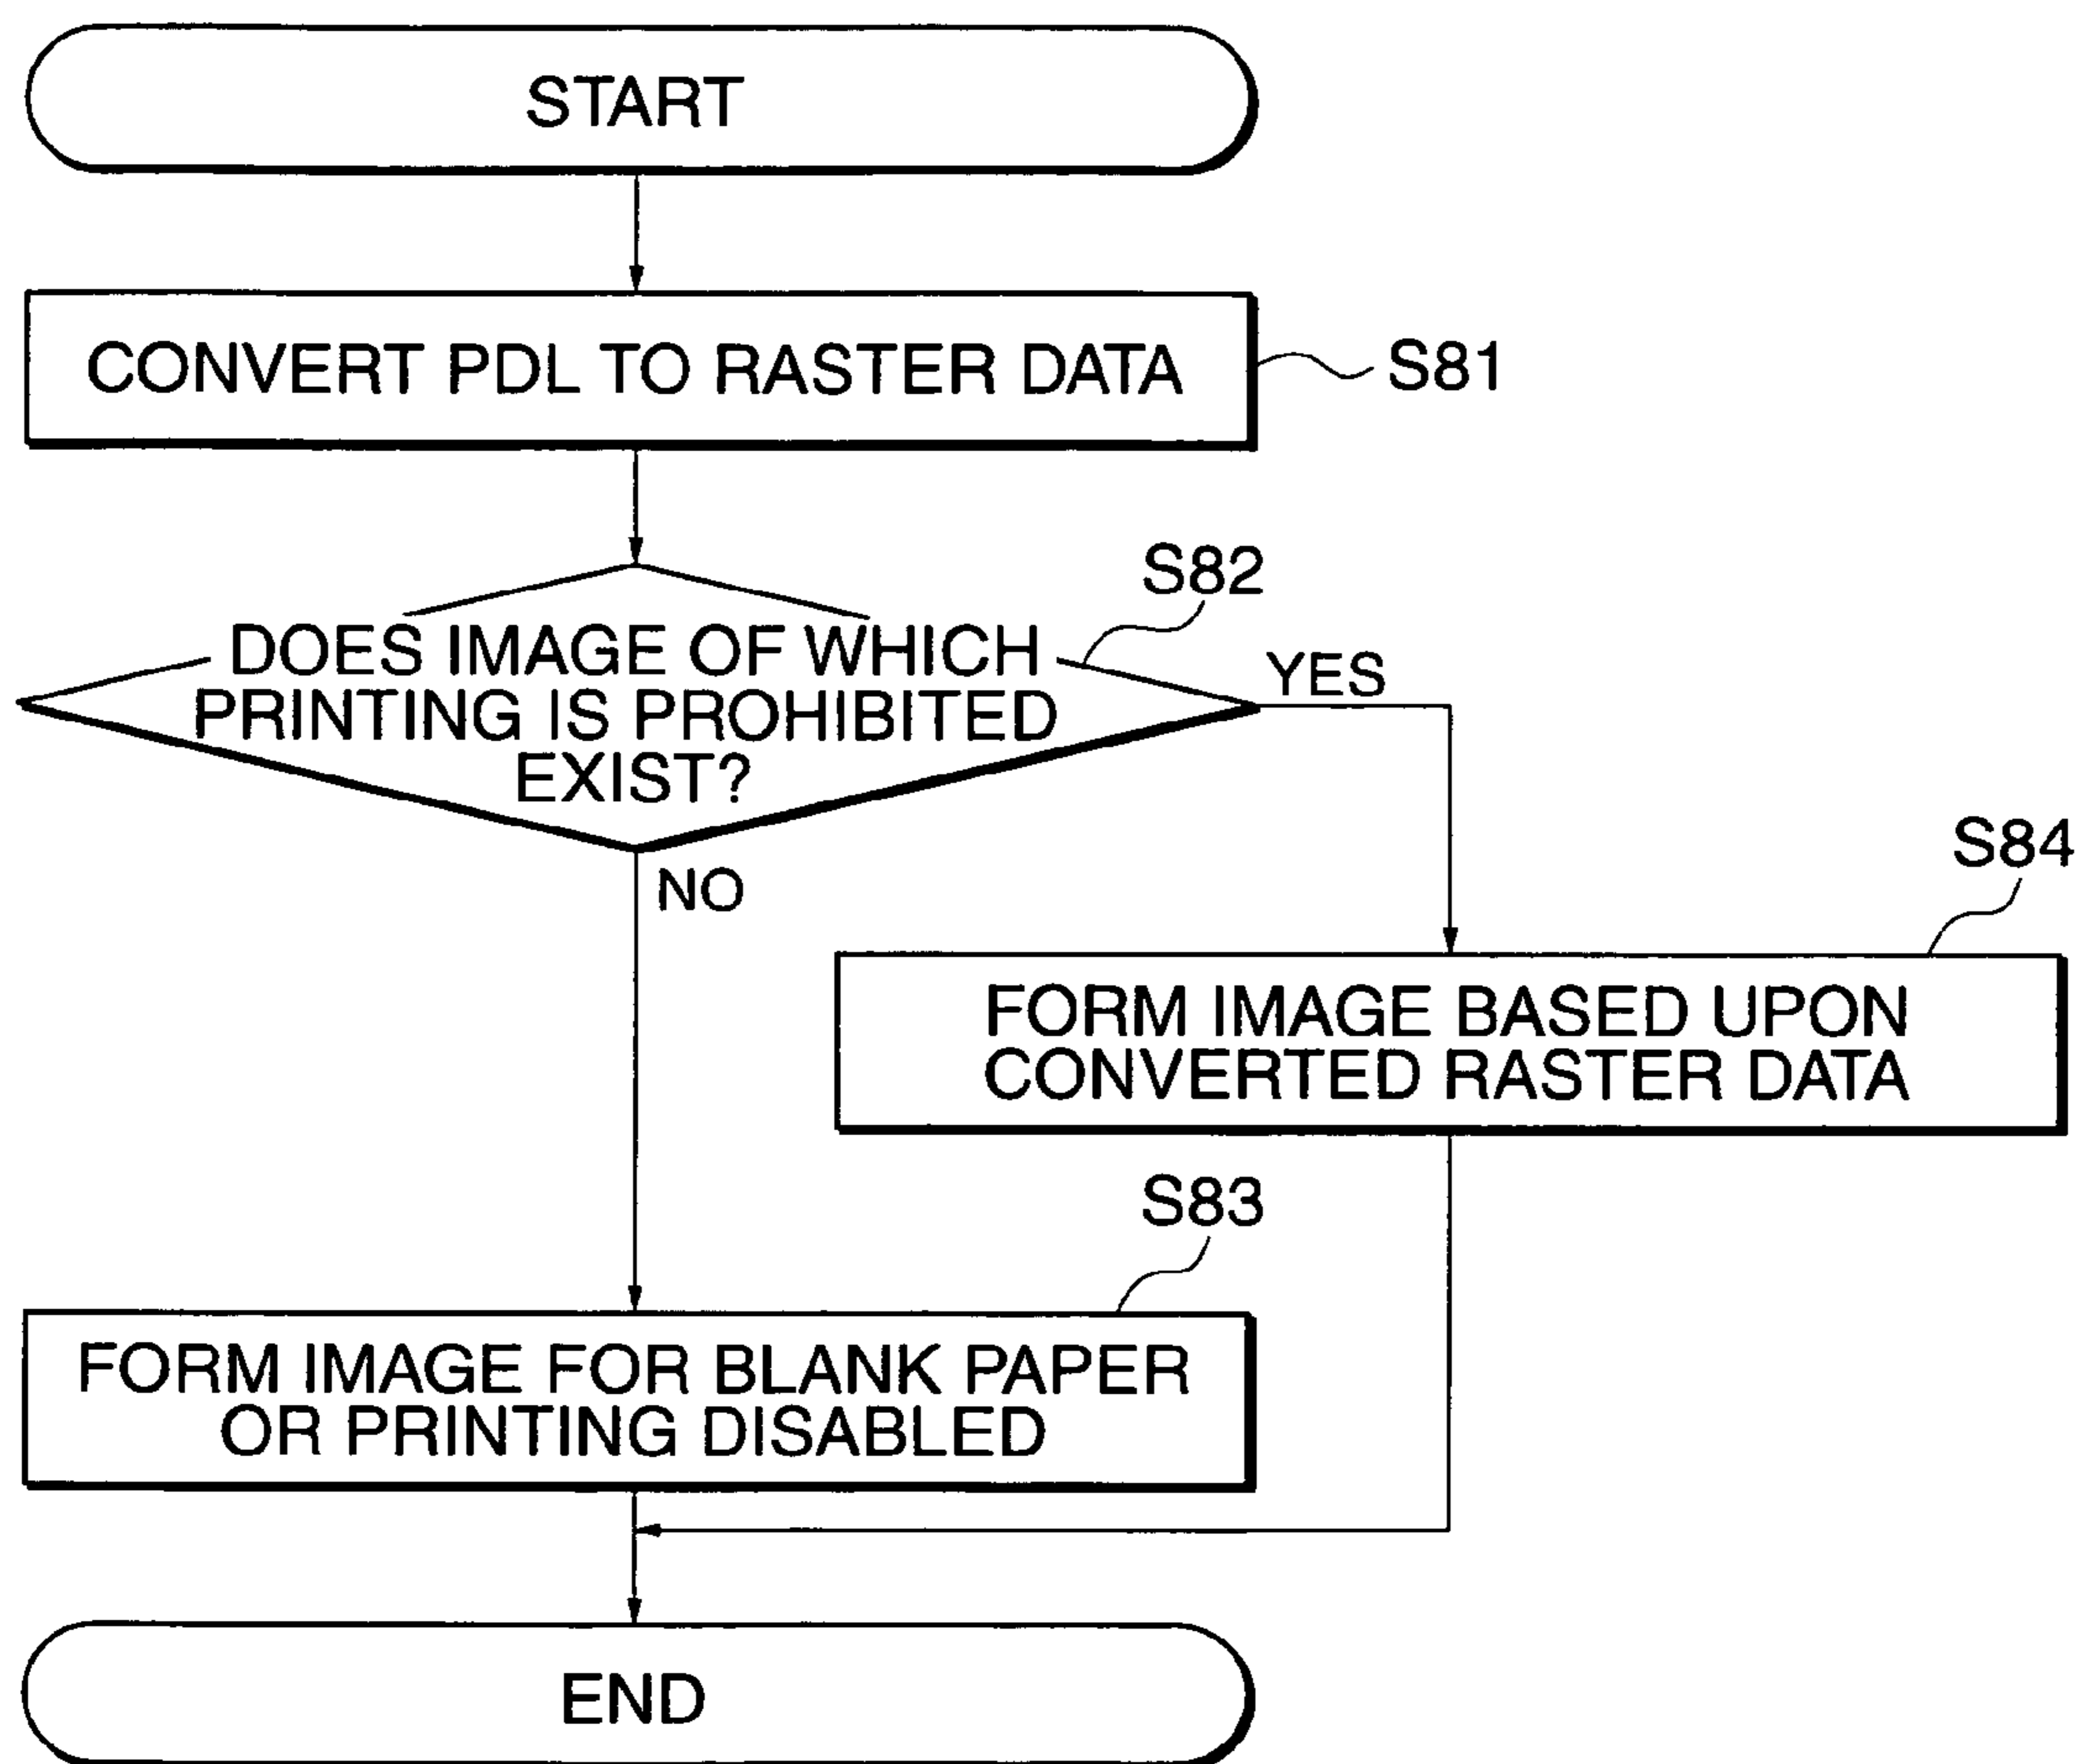 START
CONVERT PDL TO RASTER DATA
S81
S82
DOES IMAGE OF WHICH
PRINTING IS PROHIBITED
EXIST?
YES
NO
S84
FORM IMAGE BASED UPON
CONVERTED RASTER DATA
S83
FORM IMAGE FOR BLANK PAPER
OR PRINTING DISABLED
END